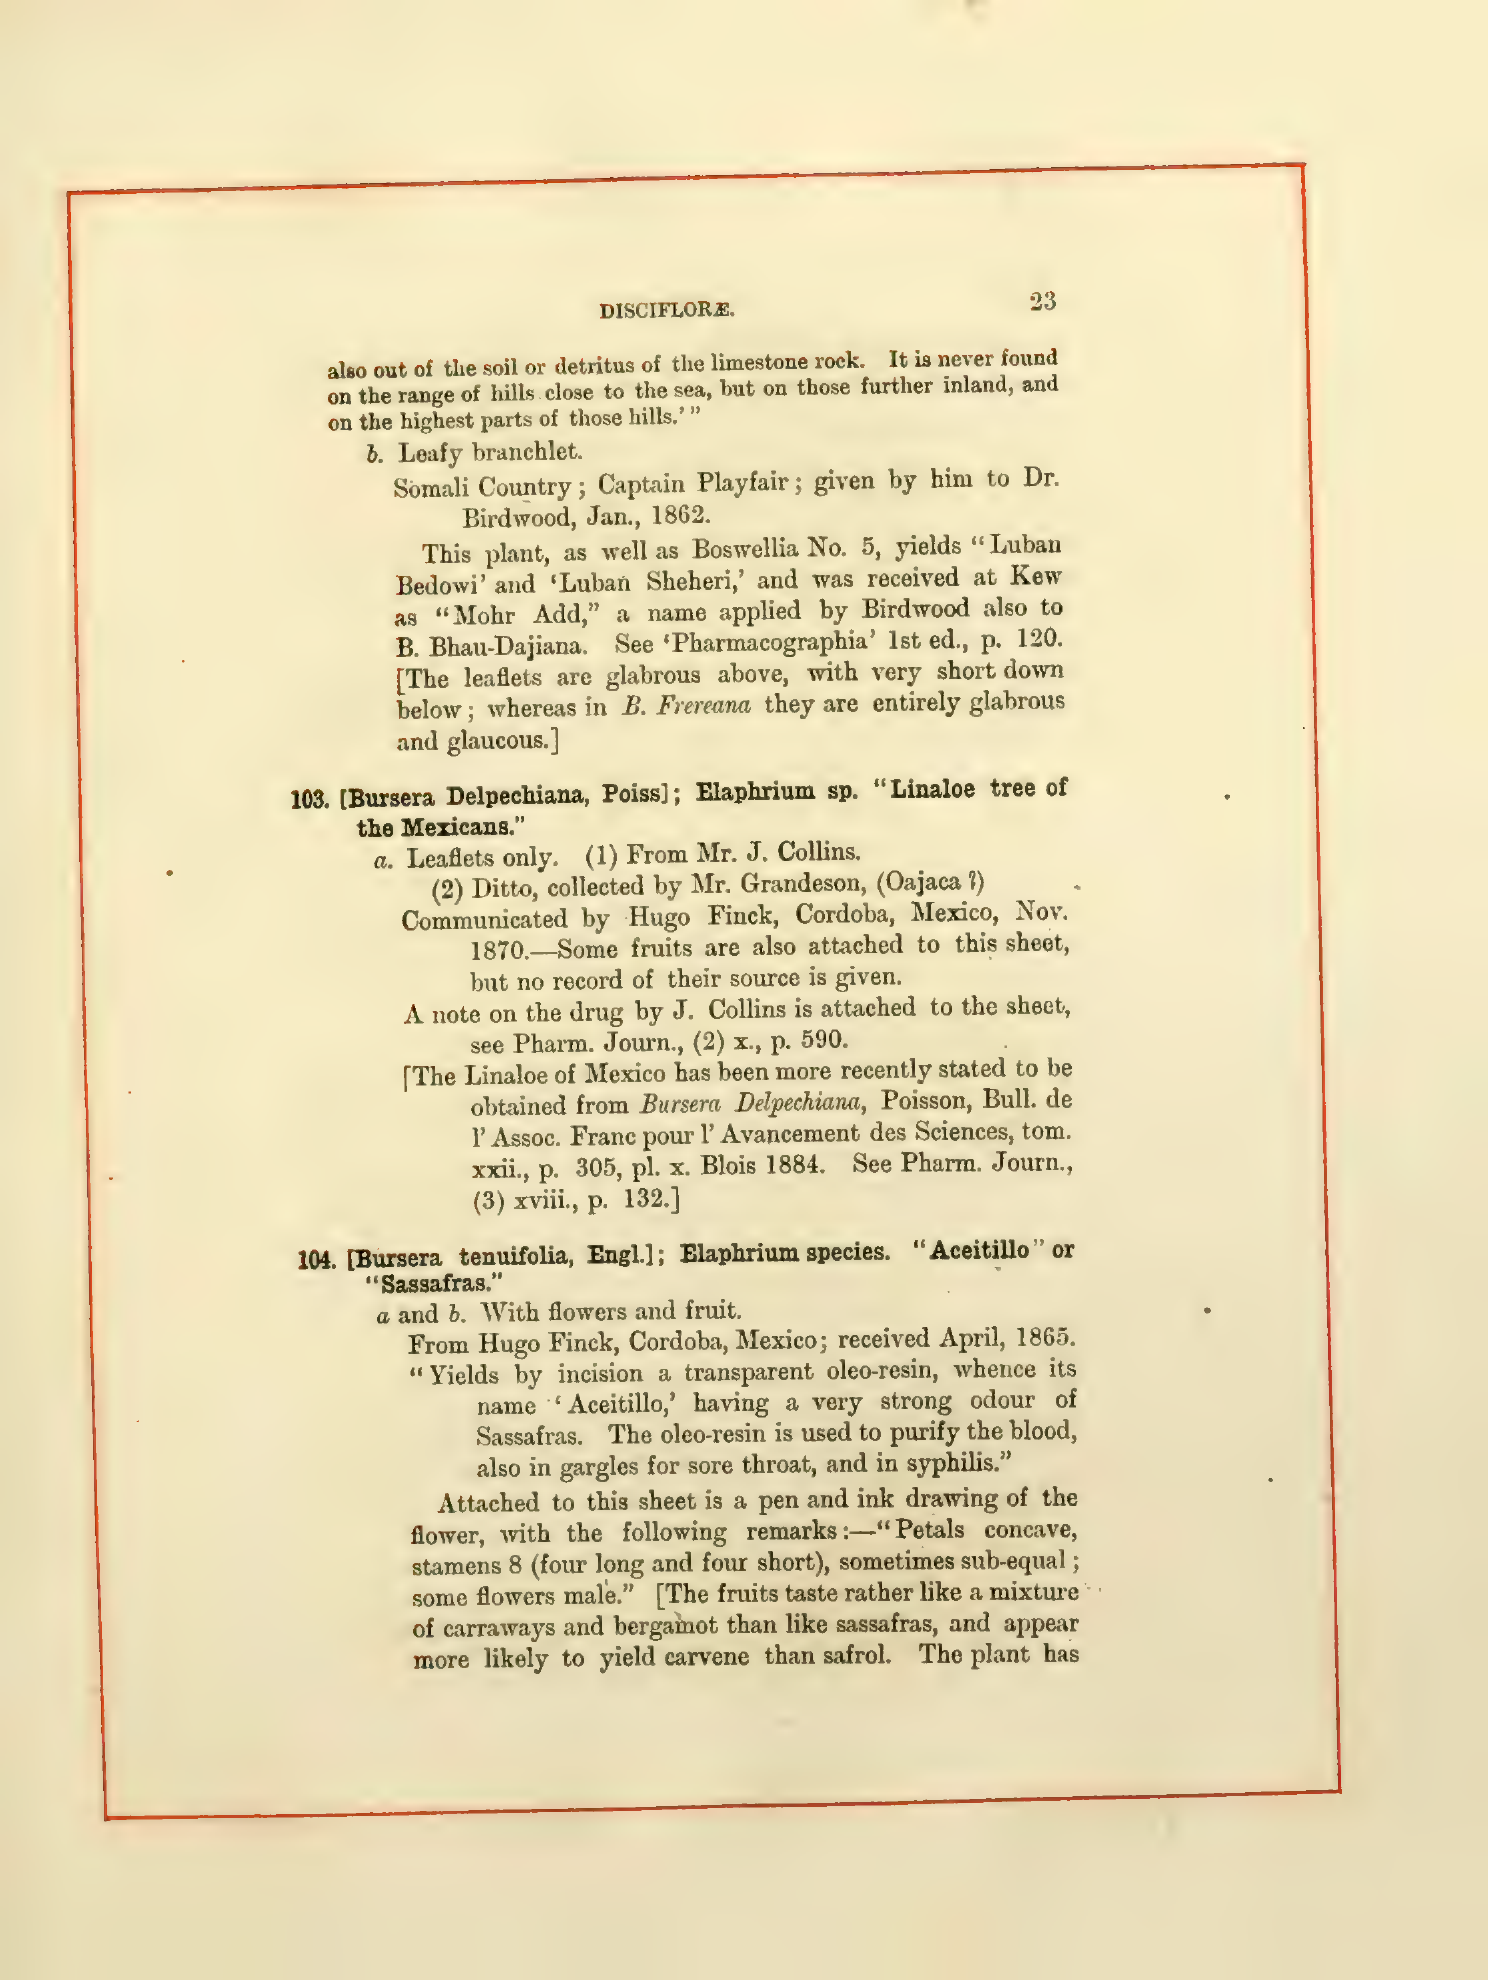 DISCIFLORÆ. 23
also out of the soil or detritus of the limestone rock. It is never found
on the range of hills close to the sea, but on those further inland, and
on the highest parts of those hills.’ ”
b. Leafy branchlet.
Somali Country ; Captain Playfair ; given by him to Dr.
Birdwood, Jan., 1862.
This plant, as well as Boswellia No. 5, yields “ Luban
Bedowi’ and ‘Luban Sheheri,’ and was received at Kew
as “Mohr Add,” a name applied by Birdwood also to
B. Bhau-Dajiana. See ‘Pharmacographia’ 1st ed., p. 120.
[The leaflets are glabrous above, with very short down
below ; whereas in B. Frereana they are entirely glabrous
and glaucous.]
103. [Bursera Delpechiana, Poiss] ; Elaphrium sp. “Linaloe tree of
the Mexicans.”
a. Leaflets only. (1) From Mr. J. Collins.
(2) Ditto, collected by Mr. Grandeson, (Oajaca ?)
Communicated by Hugo Finck, Cordoba, Mexico, Nov.
1870.—Some fruits are also attached to this sheet,
but no record of their source is given.
A note on the drug by J. Collins is attached to the sheet,
see Pharm. Journ., (2) x., p. 590.
[The Linaloe of Mexico has been more recently stated to be
obtained from Bursera Delpechiana, Poisson, Bull. de
l’ Assoc. Franc pour l’ Avancement des Sciences, tom.
xxii., p. 305, pl. x. Blois 1884. See Pharm. Journ.,
(3) xviii., p. 132.]
104. [Bursera tenuifolia, Engl.] ; Elaphrium species. “Aceitillo” or
“Sassafras.”
a and b. With flowers and fruit.
From Hugo Finck, Cordoba, Mexico; received April, 1865.
“ Yields by incision a transparent oleo-resin, whence its
name ‘ Aceitillo,’ having a very strong odour of
Sassafras. The oleo-resin is used to purify the blood,
also in gargles for sore throat, and in syphilis.”
Attached to this sheet is a pen and ink drawing of the
flower, with the following remarks :—“ Petals concave,
stamens 8 (four long and four short), sometimes sub-equal ;
some flowers male.” [The fruits taste rather like a mixture
of carraways and bergamot than like sassafras, and appear
more likely to yield carvene than safrol. The plant has